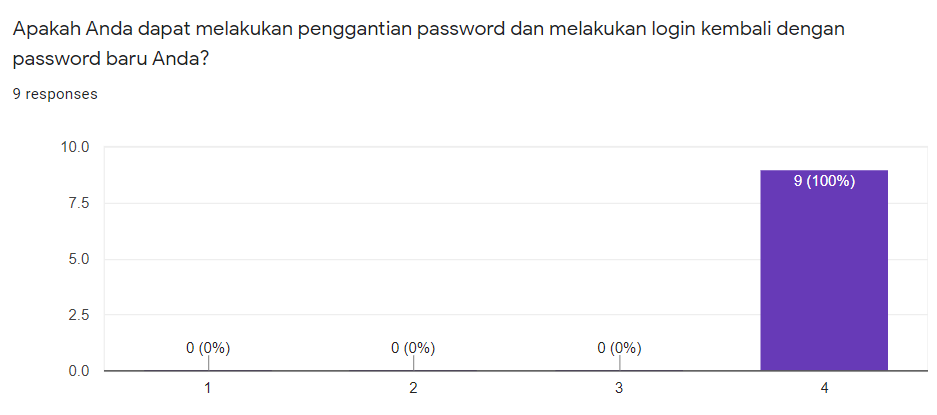 Apakah Anda dapat melakukan penggantian password dan melakukan login kembali dengan
password baru Anda?
9 responses
10.0
9 (100%)
7.5
5.0
2.5
0 (0%) 0 (0%) 0 (0%)
0.0
1 2 3 4